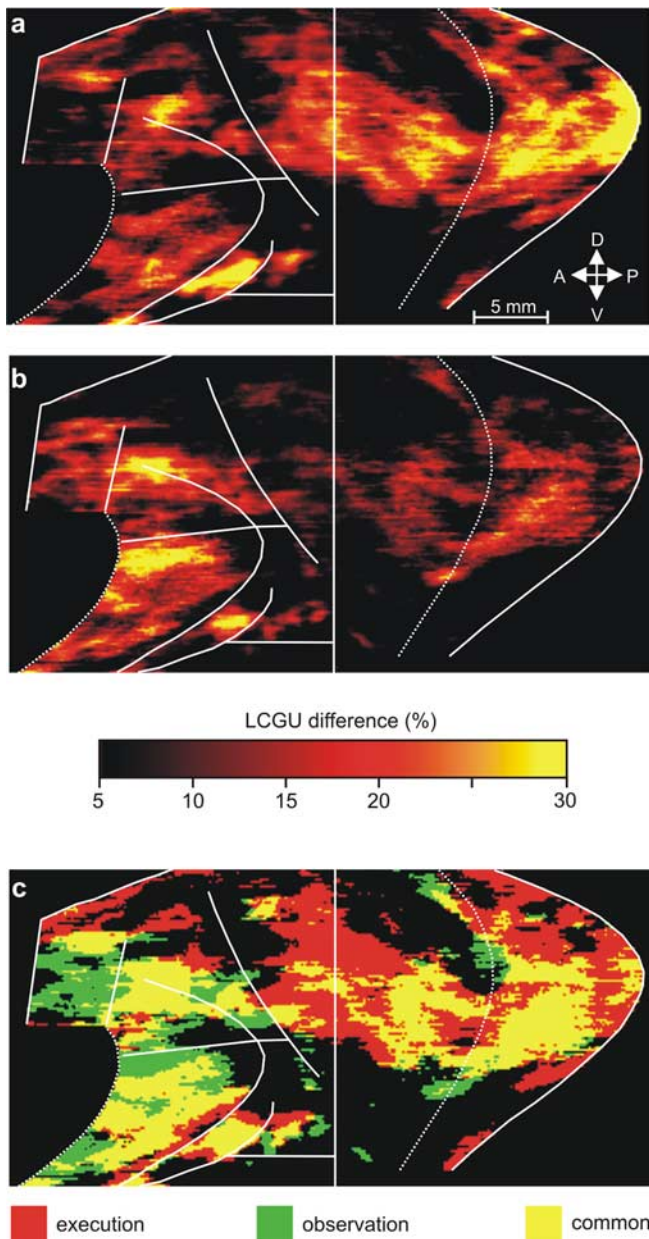 a
D
A P
V
5 mm
b
LCGU difference (%)
5 10 15 20 30
c
execution observation common